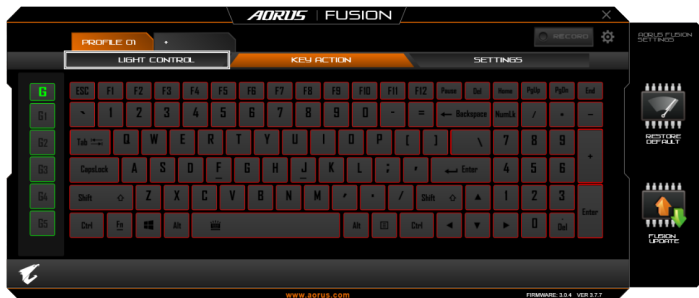 AORUS | FUSION
PROFILE 01
RECORD
AORUS FUSION
SETTINGS
LIGHT CONTROL
KEY ACTION
SETTINGS
G ESC F1 F2 F3 F4 F5 F6 F7 F8 F9 F10 F11 F12 Pause Del Home PgUp PgDn End
G1 ` 1 2 3 4 5 6 7 8 9 0 - = ← Backspace NumLk / * -
G2 Tab Q W E R T Y U I O P [ ] \ 7 8 9 +
G3 CapsLock A S D F G H J K L ; ' Enter 4 5 6
G4 Shift Z X C V B N M , . / Shift 1 2 3 Enter
G5 Ctrl Fn Alt Alt Ctrl 0 . Del
RESTORE
DEFAULT
FUSION
UPDATE
www.aorus.com
FIRMWARE: 3.0.4 VER 3.7.7